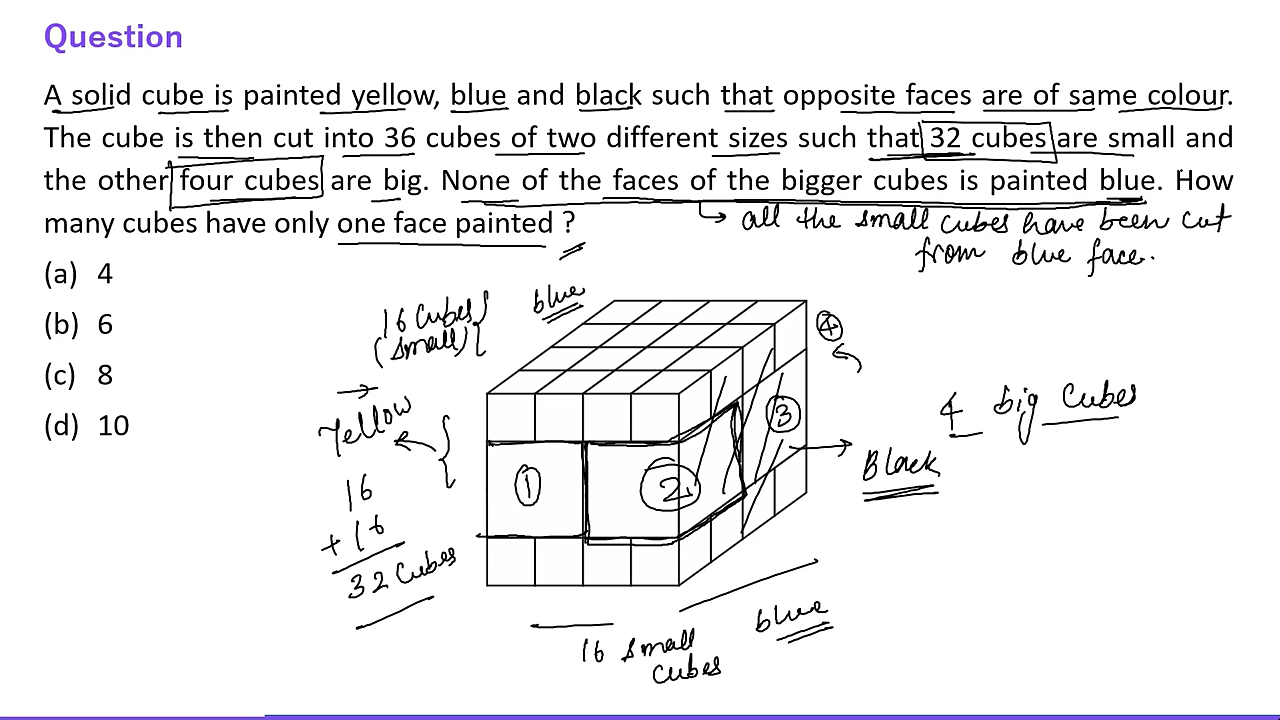 Question
A solid cube is painted yellow, blue and black such that opposite faces are of same colour.
The cube is then cut into 36 cubes of two different sizes such that 32 cubes are small and
the other four cubes are big. None of the faces of the bigger cubes is painted blue. How
many cubes have only one face painted ?
all the small cubes have been cut
from blue face.
(a) 4
(b) 6
(c) 8
(d) 10
16 Cubes
(small)
blue
4
Yellow
1
2
3
4 big Cubes
Black
16
+16
32 Cubes
16 small
cubes
blue